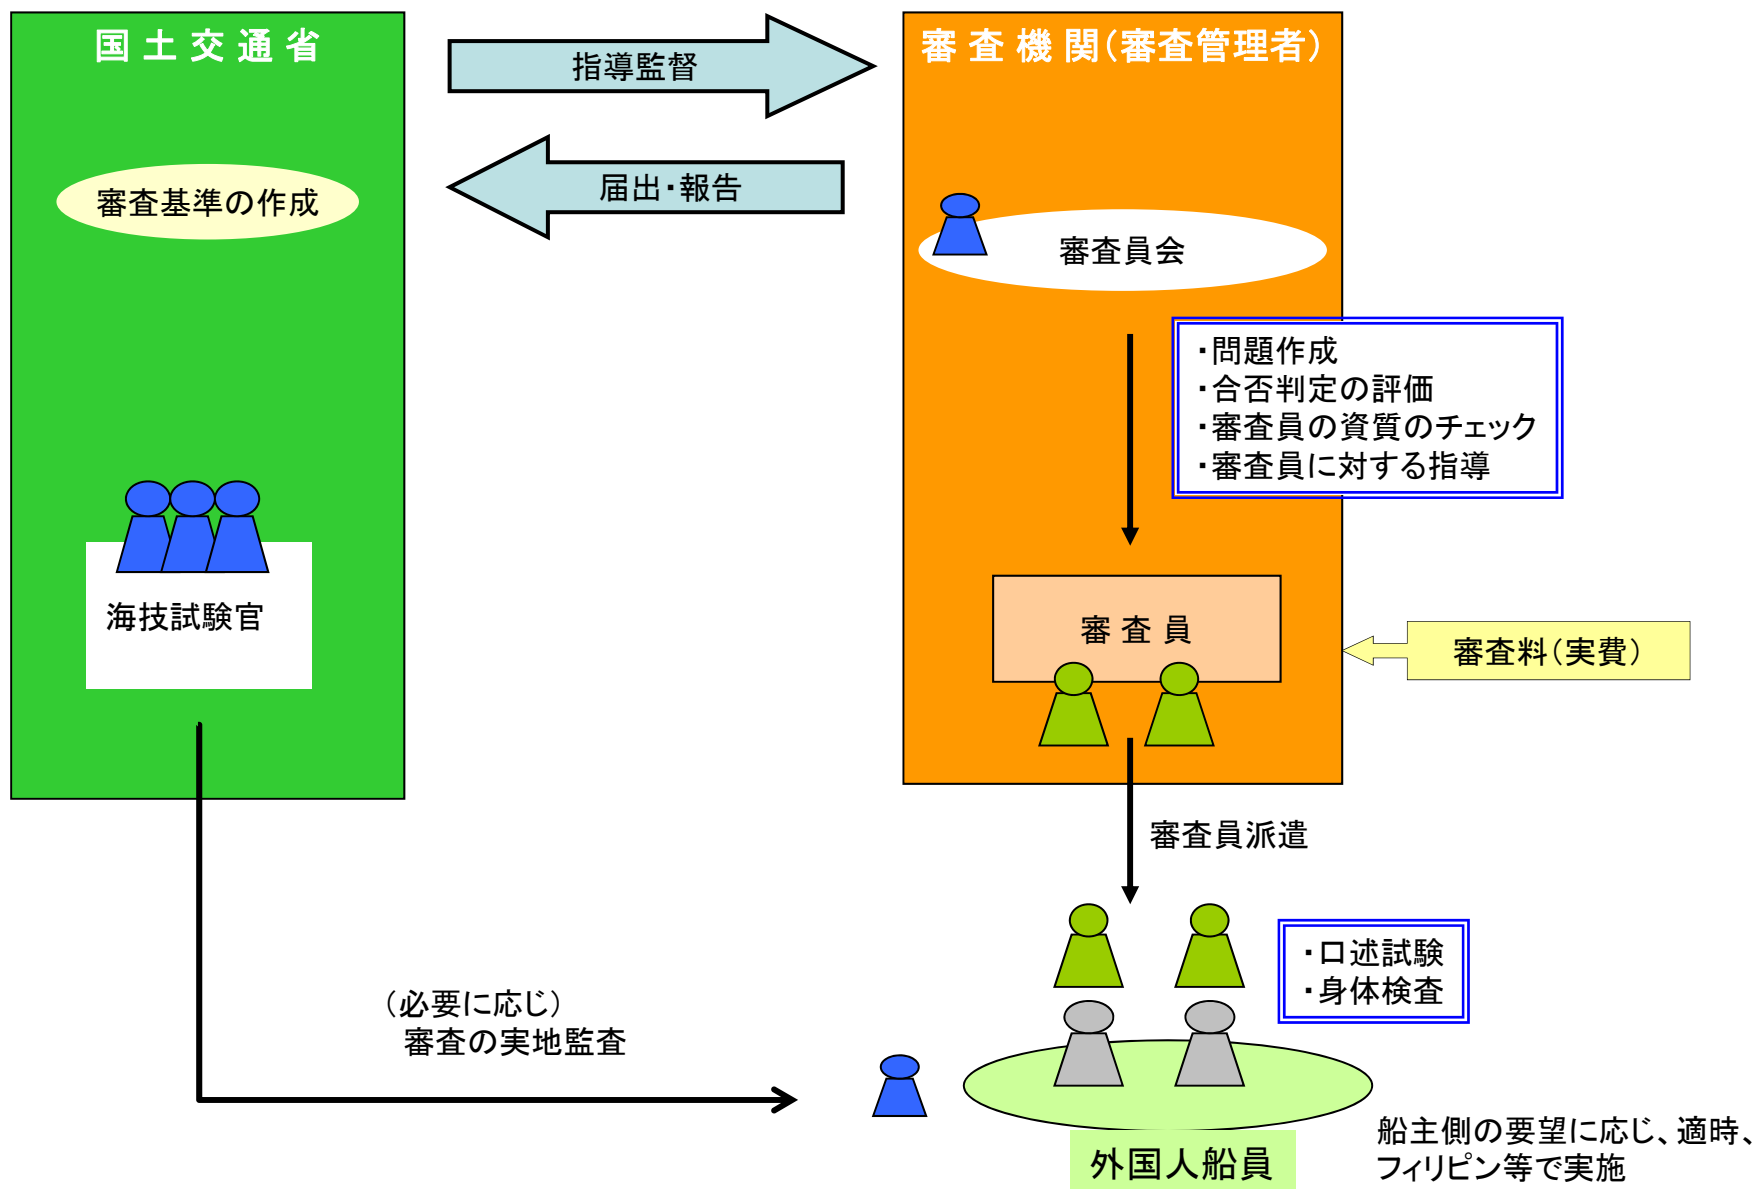 国土交通省
指導監督
審査機関（審査管理者）
届出・報告
審査基準の作成
審査員会
・問題作成
・合否判定の評価
・審査員の資質のチェック
・審査員に対する指導
海技試験官
審査員
審査料（実費）
審査員派遣
・口述試験
・身体検査
（必要に応じ）
審査の実地監査
外国人船員
船主側の要望に応じ、適時、
フィリピン等で実施